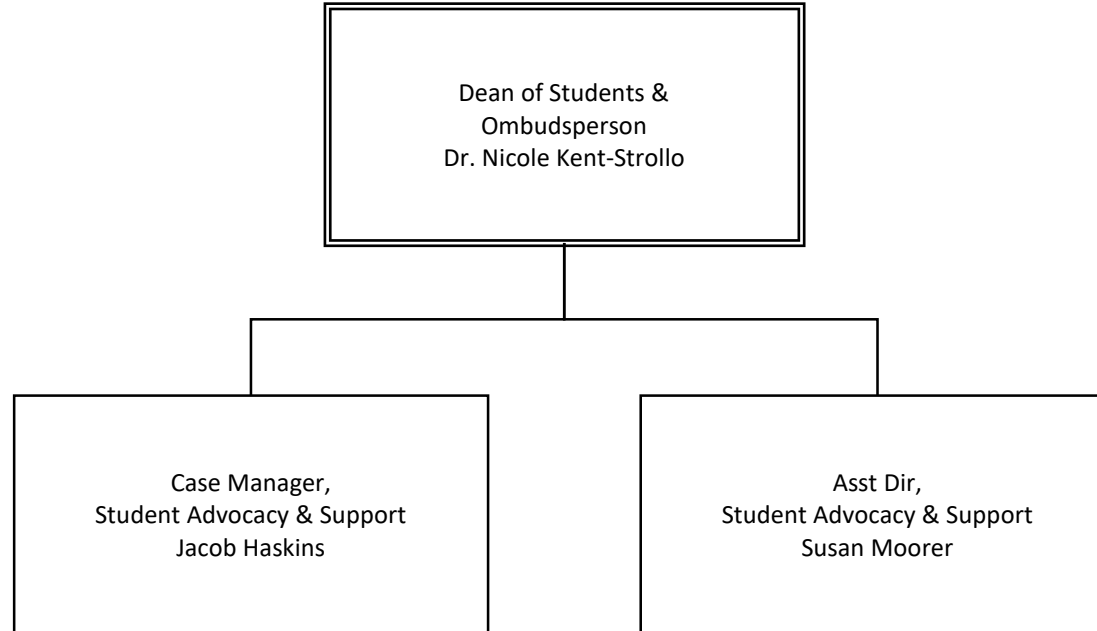 Dean of Students &
Ombudsperson
Dr. Nicole Kent-Strollo
Case Manager,
Student Advocacy & Support
Jacob Haskins
Asst Dir,
Student Advocacy & Support
Susan Moorer